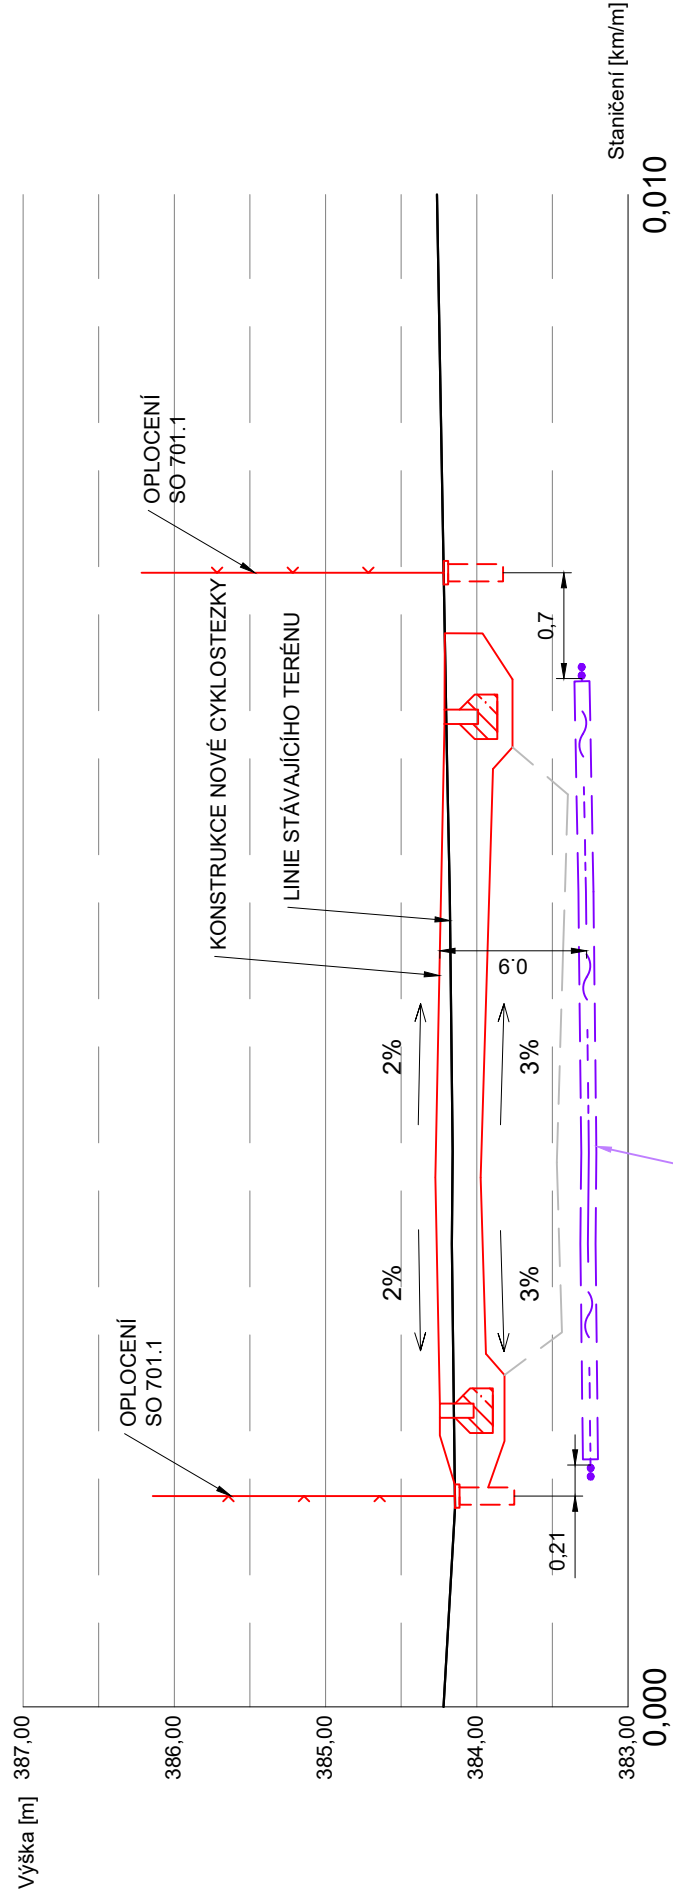 Výška [m]
387,00
386,00
385,00
384,00
383,00
0,000
0,010
Staničení [km/m]
OPLOCENÍ
SO 701.1
KONSTRUKCE NOVÉ CYKLOSTEZKY
LINIE STÁVAJÍCÍHO TERÉNU
OPLOCENÍ
SO 701.1
2%
2%
3%
3%
0.9
0,21
0,7